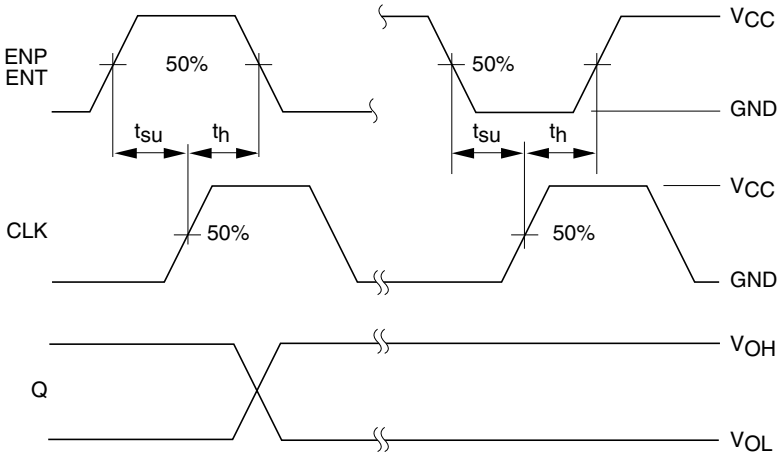 ENP
ENT
50%
50%
VCC
GND
tsu
th
tsu
th
CLK
50%
50%
VCC
GND
Q
VOH
VOL